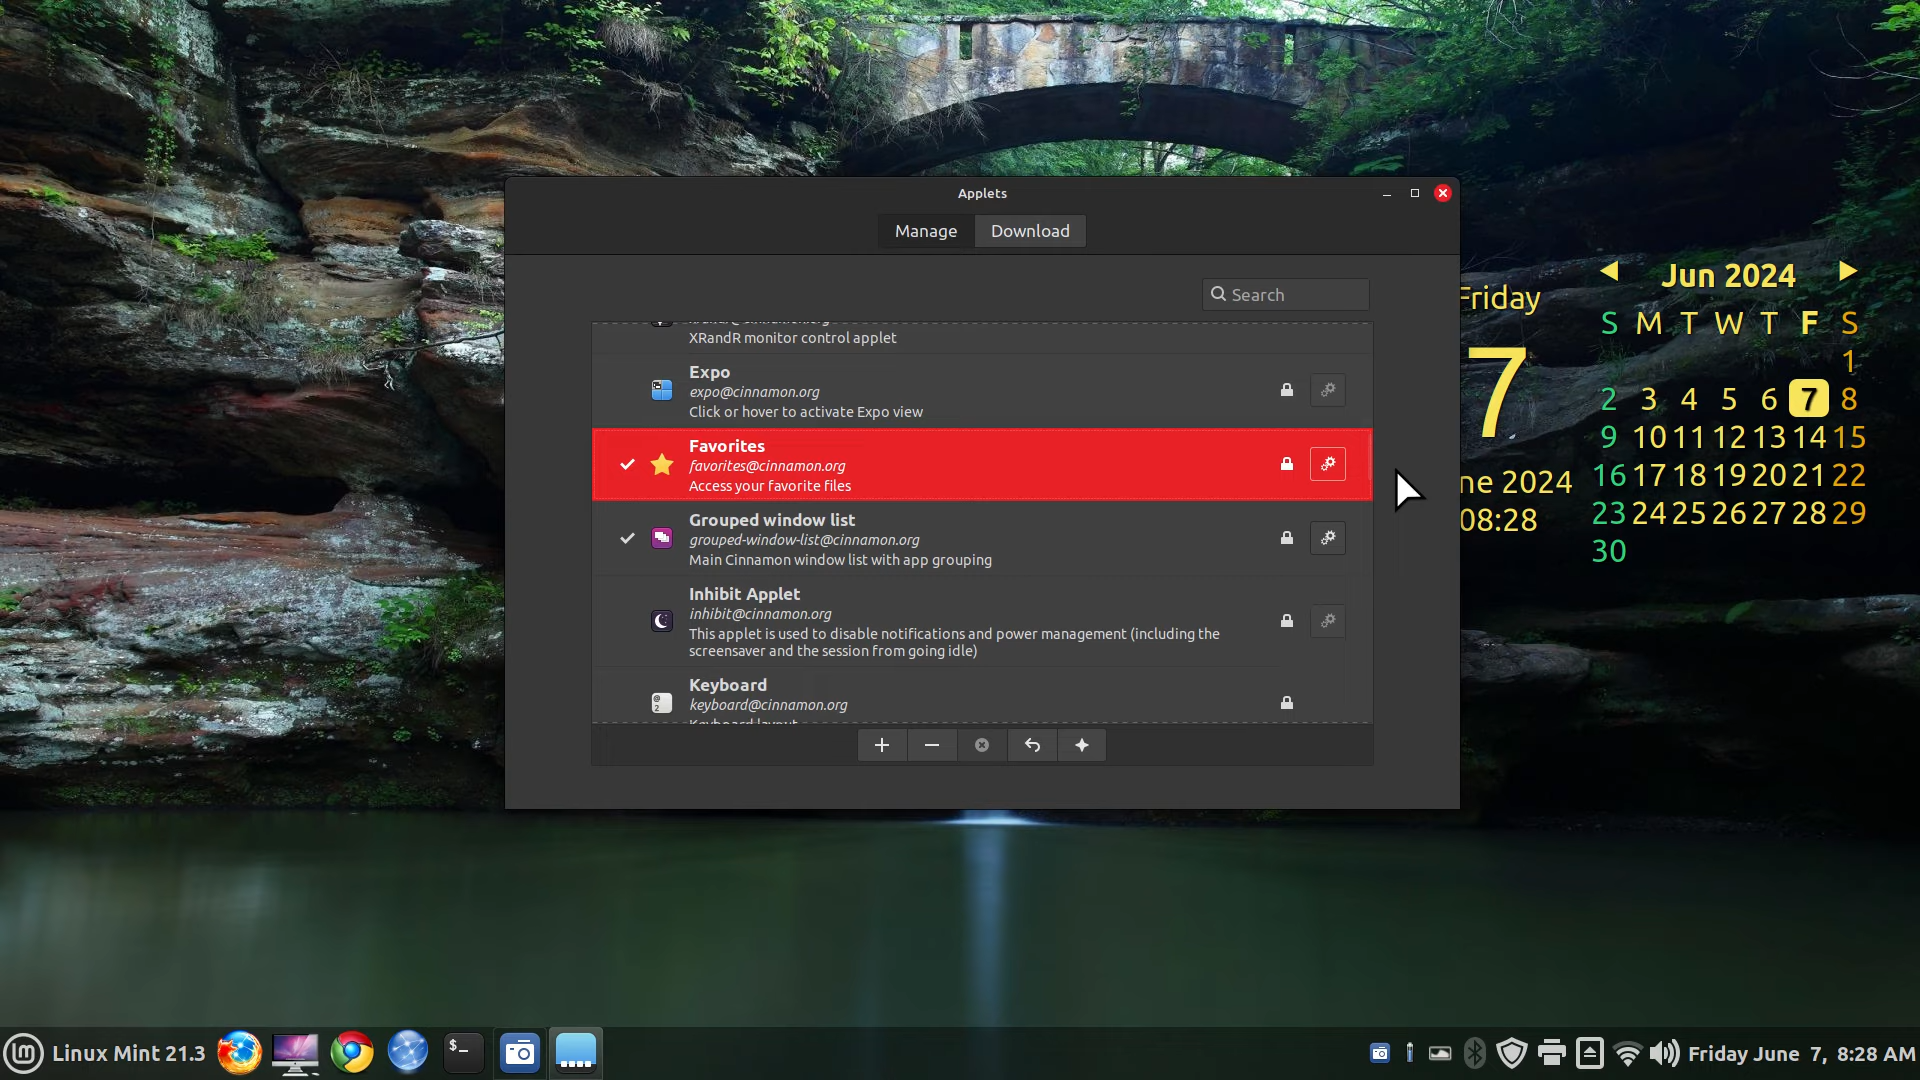 Applets
Manage
Download
Search
XRandR monitor control applet
Expo
expo@cinnamon.org
Click or hover to activate Expo view
Favorites
favorites@cinnamon.org
Access your favorite files
Grouped window list
grouped-window-list@cinnamon.org
Main Cinnamon window list with app grouping
Inhibit Applet
inhibit@cinnamon.org
This applet is used to disable notifications and power management (including the
screensaver and the session from going idle)
Keyboard
keyboard@cinnamon.org
Keyboard layout
Friday
7
ne 2024
08:28
Jun 2024
S M T W T F S
1
2 3 4 5 6 7 8
9 10 11 12 13 14 15
16 17 18 19 20 21 22
23 24 25 26 27 28 29
30
Linux Mint 21.3
$-
Friday June 7, 8:28 AM